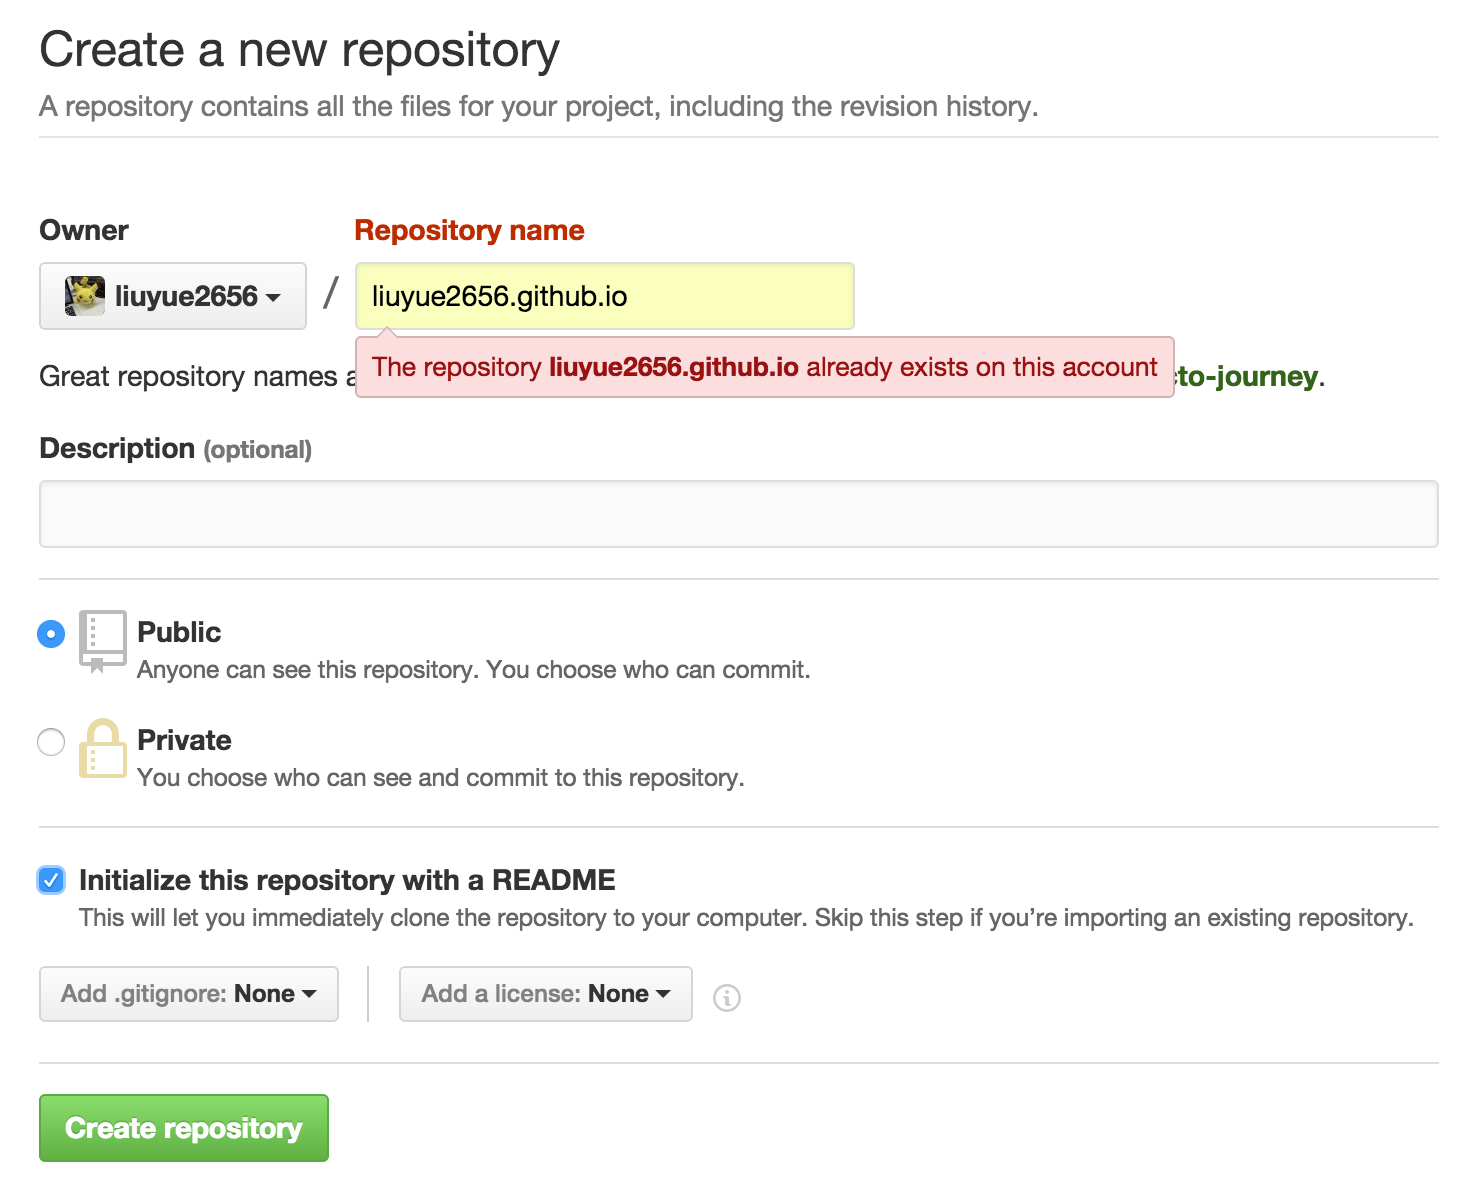 Create a new repository
A repository contains all the files for your project, including the revision history.
Owner
Repository name
liuyue2656 / liuyue2656.github.io
The repository liuyue2656.github.io already exists on this account
Great repository names to-journey.
Description (optional)
Public
Anyone can see this repository. You choose who can commit.
Private
You choose who can see and commit to this repository.
Initialize this repository with a README
This will let you immediately clone the repository to your computer. Skip this step if you’re importing an existing repository.
Add .gitignore: None
Add a license: None
Create repository